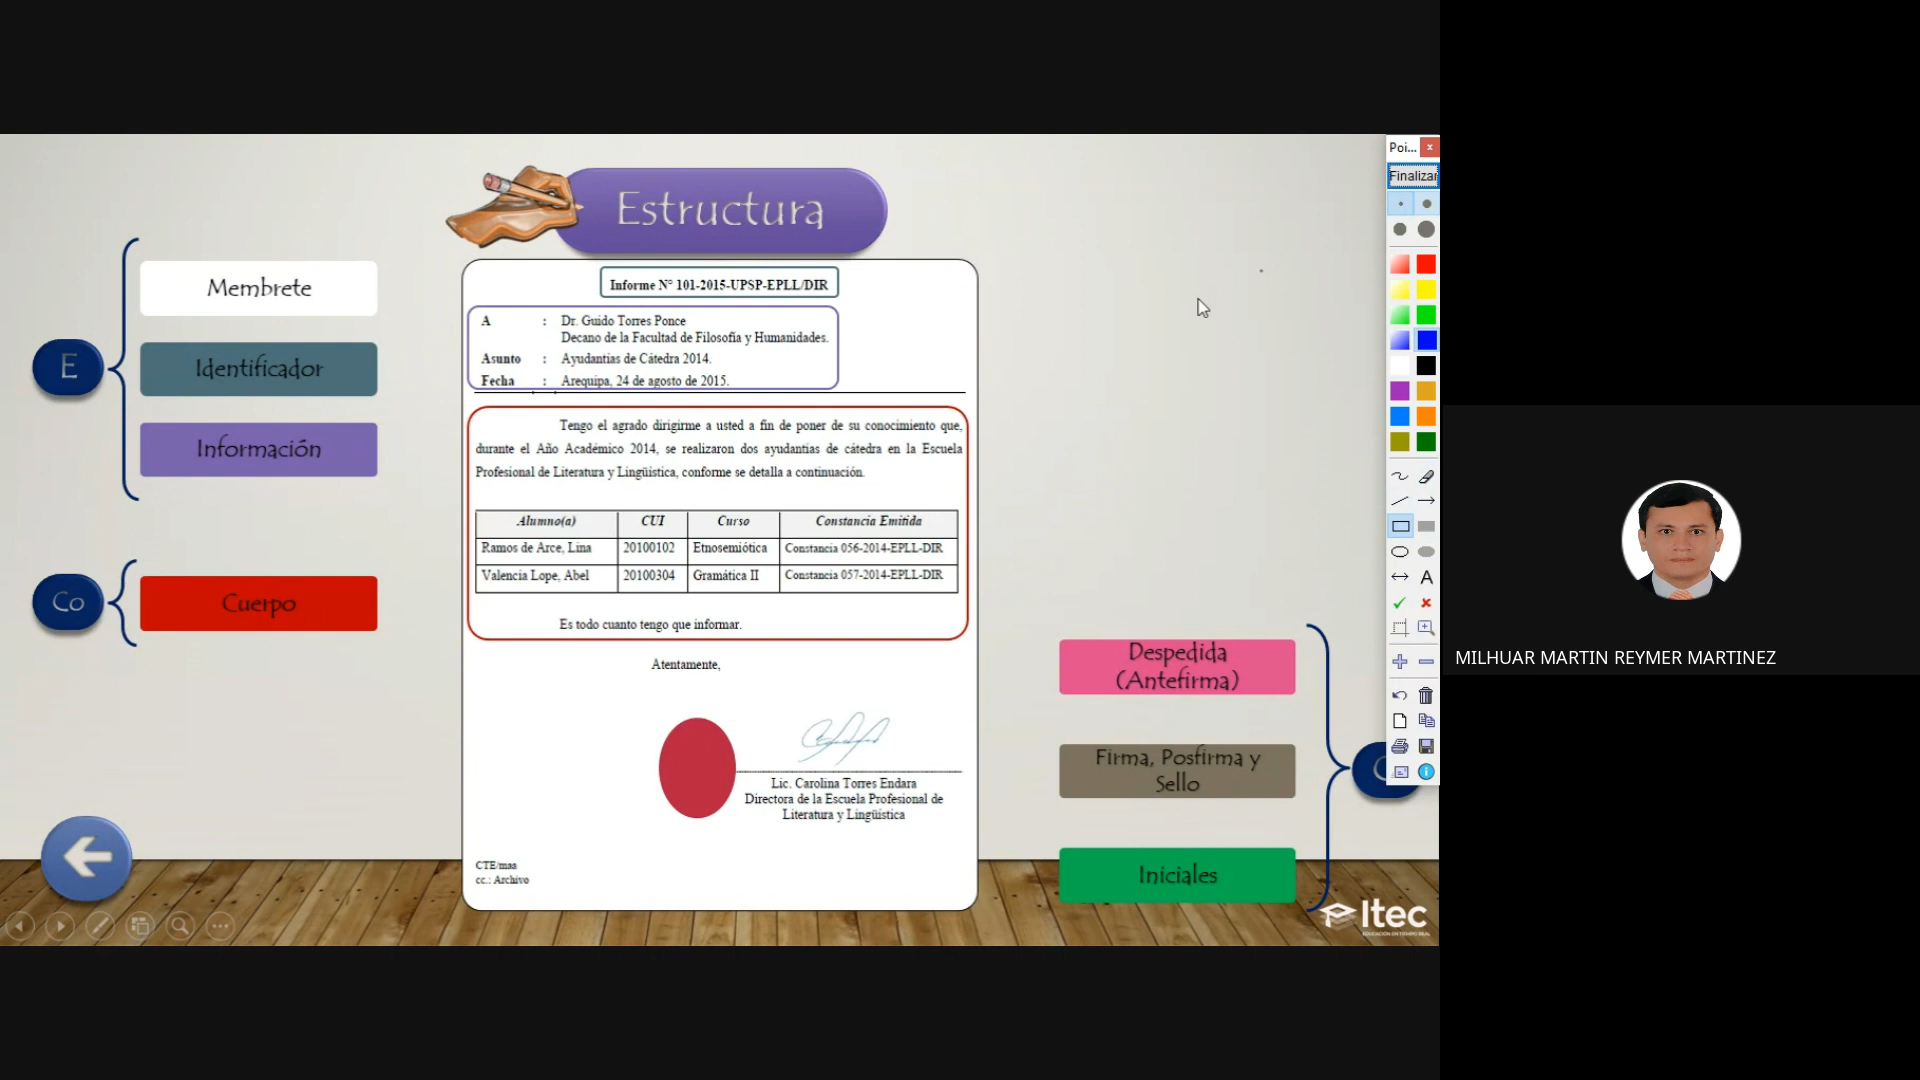 Estructura
Membrete
E
Identificador
Información
Co
Cuerpo
Informe N° 101-2015-UPSP-EPLL/DIR
A : Dr. Guido Torres Ponce
Decano de la Facultad de Filosofía y Humanidades.
Asunto : Ayudantías de Cátedra 2014.
Fecha : Arequipa, 24 de agosto de 2015.
Tengo el agrado dirigirme a usted a fin de poner de su conocimiento que,
durante el Año Académico 2014, se realizaron dos ayudantías de cátedra en la Escuela
Profesional de Literatura y Lingüística, conforme se detalla a continuación.
Alumno(a) CUI Curso Constancia Emitida
Ramos de Arce, Lina 20100102 Etnosemiótica Constancia 056-2014-EPLL-DIR
Valencia Lope, Abel 20100304 Gramática II Constancia 057-2014-EPLL-DIR
Es todo cuanto tengo que informar.
Atentamente,
Lic. Carolina Torres Endara
Directora de la Escuela Profesional de
Literatura y Lingüística
CTE/maa
cc.: Archivo
Despedida
(Antefirma)
Firma, Posfirma y
Sello
Iniciales
Itec
Poi...
Finalizar
A
MILHUAR MARTIN REYMER MARTINEZ